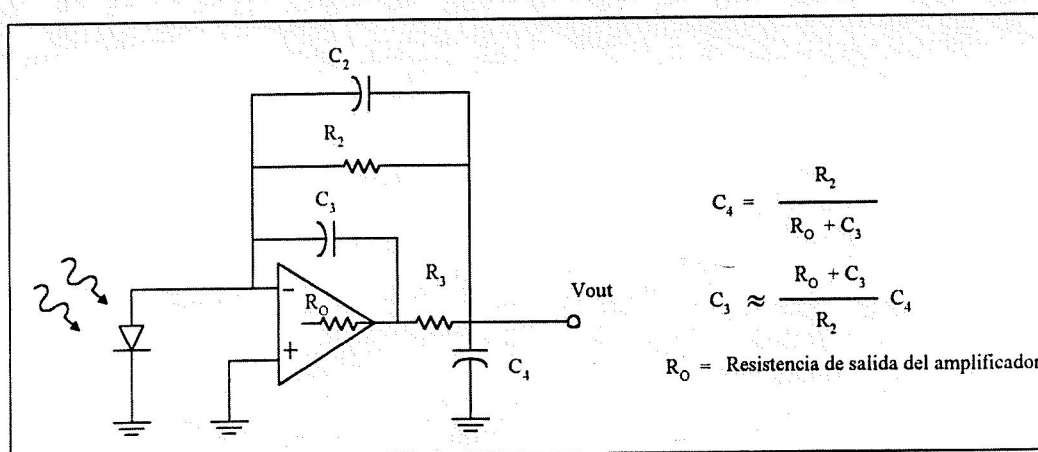 C2
R2
C3
R3
RO
−
+
Vout
C4
C4 = R2 / RO + C3
C3 ≈ RO + C3 / R2 C4
RO = Resistencia de salida del amplificador